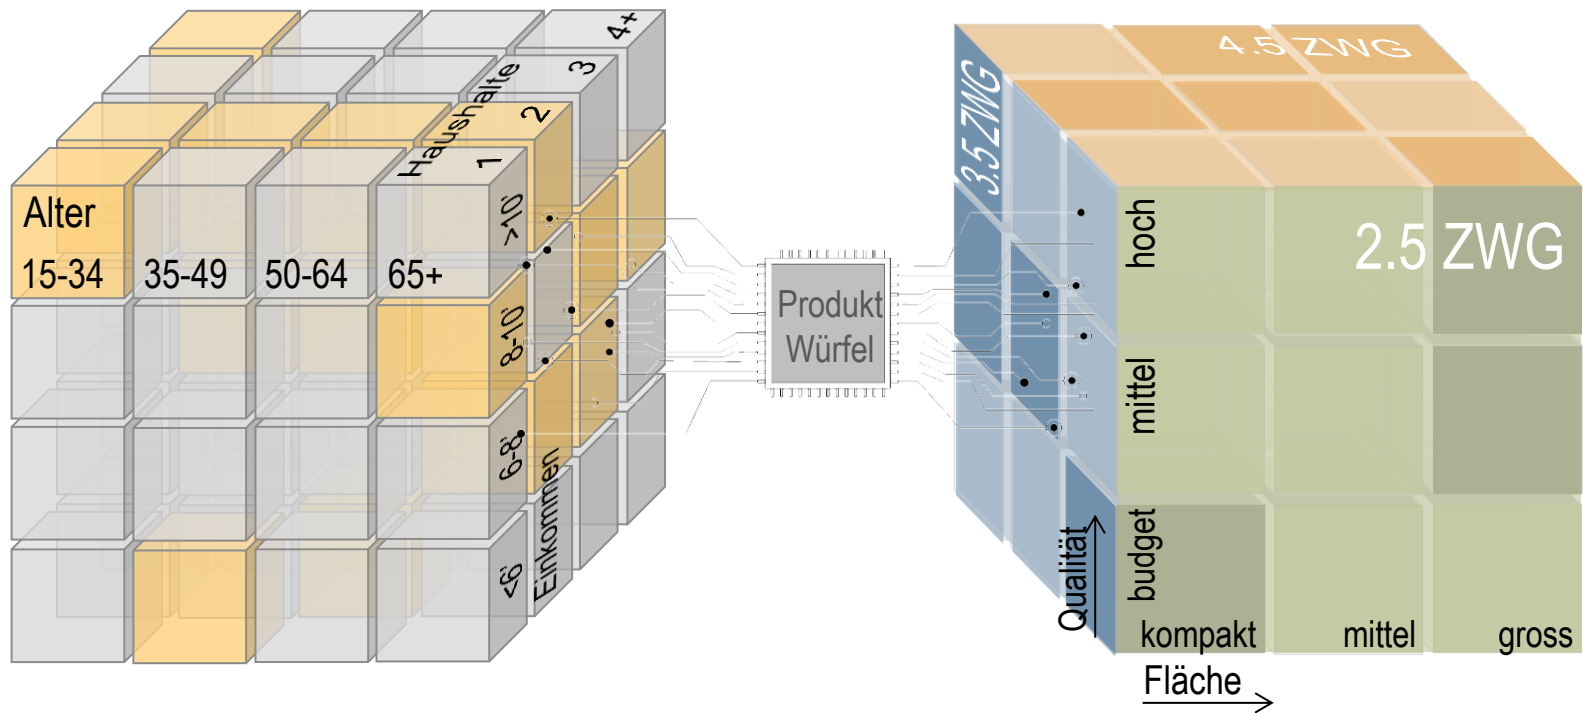 4+
3
2
1
Haushalte
Alter
15-34
35-49
50-64
65+
>10'
8-10'
6-8'
<6'
Einkommen
Produkt
Würfel
4.5 ZWG
3.5 ZWG
2.5 ZWG
hoch
mittel
budget
Qualität
kompakt
mittel
gross
Fläche